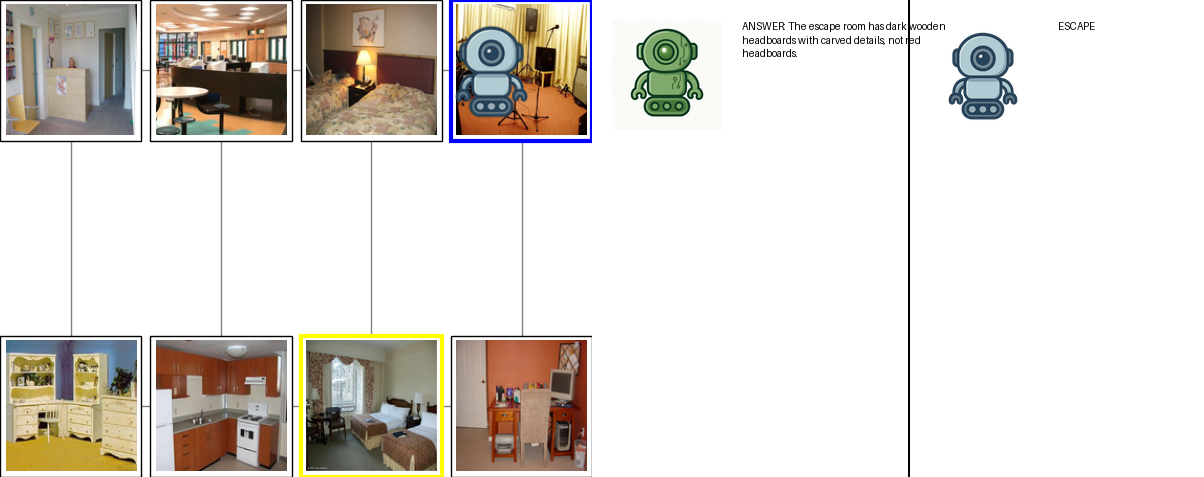 ANSWER: The escape room has dark wooden
headboards with carved details, not red
headboards.
ESCAPE